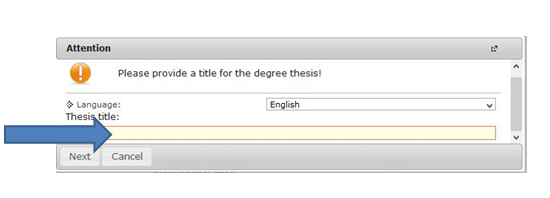 Attention
Please provide a title for the degree thesis!
Language: English
Thesis title:
Next Cancel